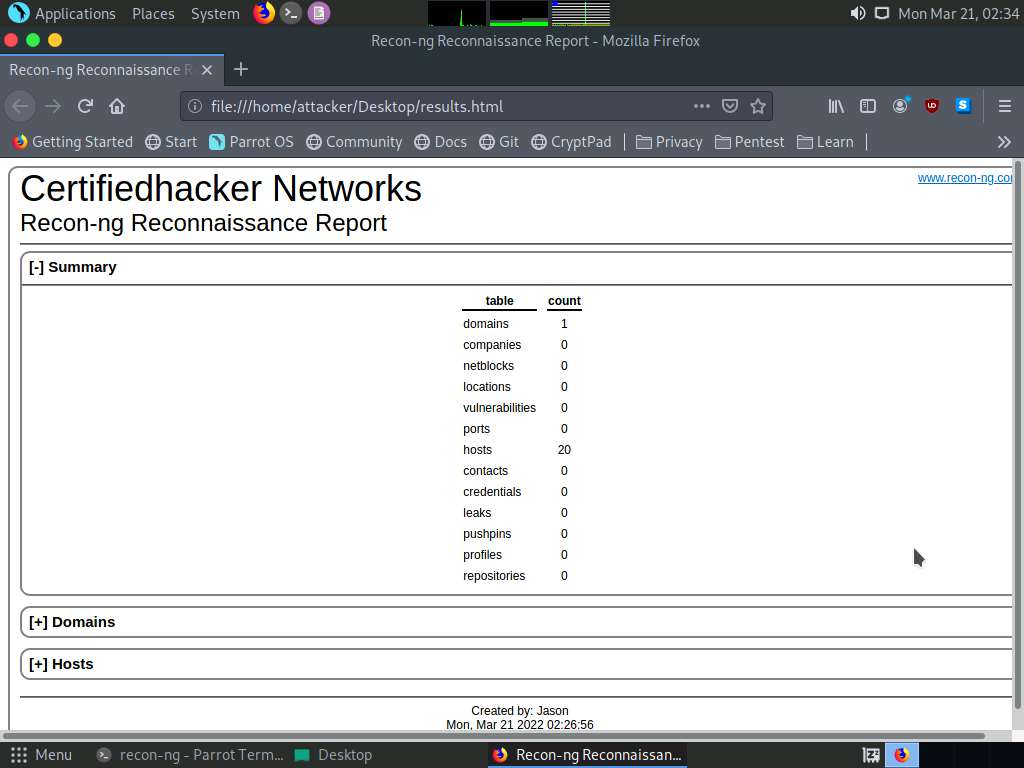 Applications Places System Mon Mar 21, 02:34
Recon-ng Reconnaissance Report - Mozilla Firefox
Recon-ng Reconnaissance R
file:///home/attacker/Desktop/results.html
Getting Started Start Parrot OS Community Docs Git CryptPad Privacy Pentest Learn
Certifiedhacker Networks
www.recon-ng.co
Recon-ng Reconnaissance Report
[-] Summary
table count
domains 1
companies 0
netblocks 0
locations 0
vulnerabilities 0
ports 0
hosts 20
contacts 0
credentials 0
leaks 0
pushpins 0
profiles 0
repositories 0
[+] Domains
[+] Hosts
Created by: Jason
Mon, Mar 21 2022 02:26:56
Menu recon-ng - Parrot Term... Desktop Recon-ng Reconnaissan...